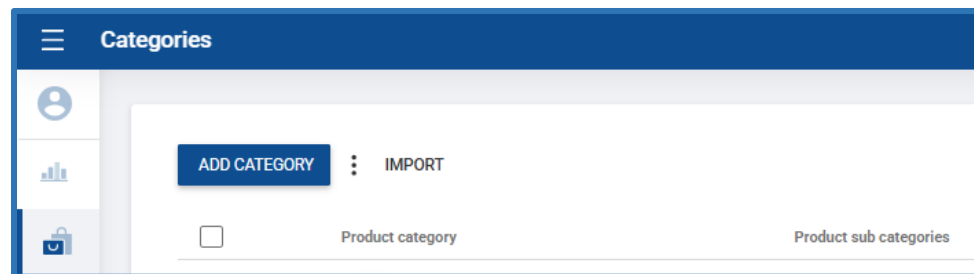 Categories
ADD CATEGORY IMPORT
Product category Product sub categories